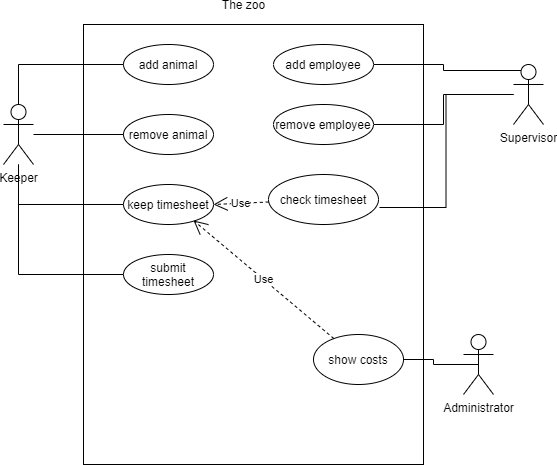 The zoo
add animal
add employee
remove animal
remove employee
Keeper
Supervisor
keep timesheet
Use
check timesheet
submit
timesheet
Use
show costs
Administrator